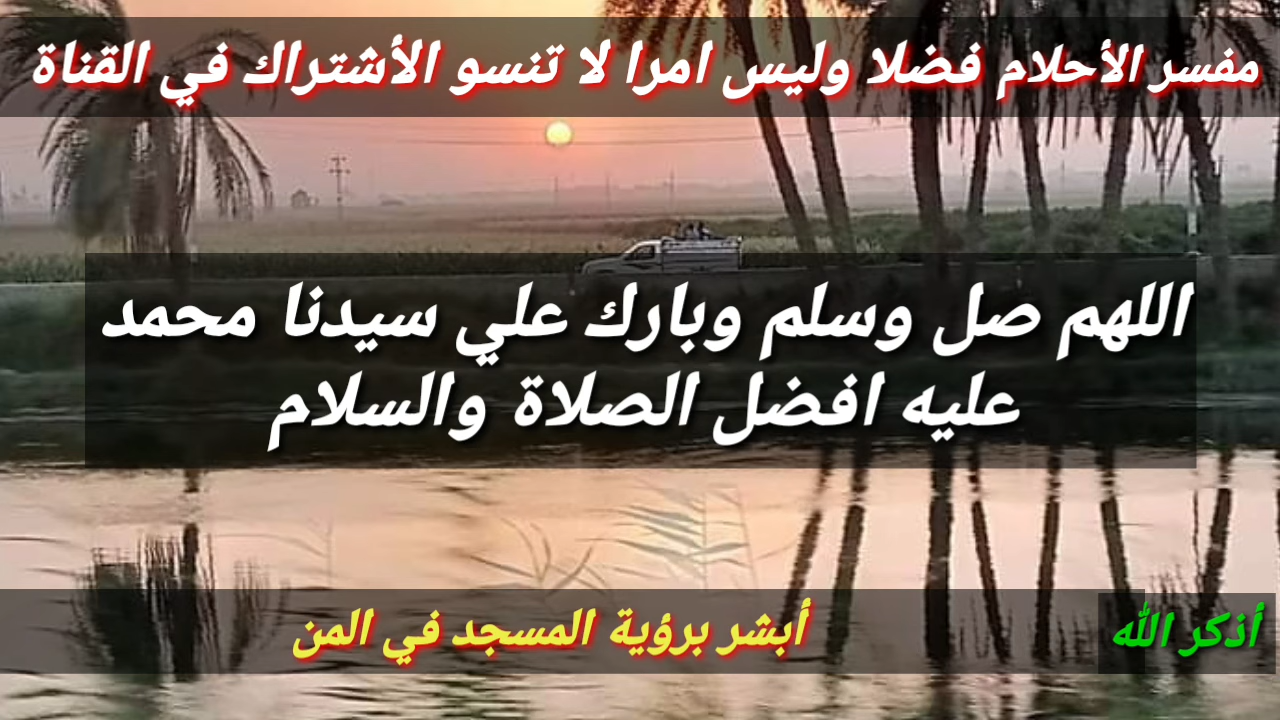 مفسر الأحلام فضلا وليس امرا لا تنسو الأشتراك في القناة
اللهم صل وسلم وبارك علي سيدنا محمد
عليه افضل الصلاة والسلام
أذكر الله
أبشر برؤية المسجد في المن